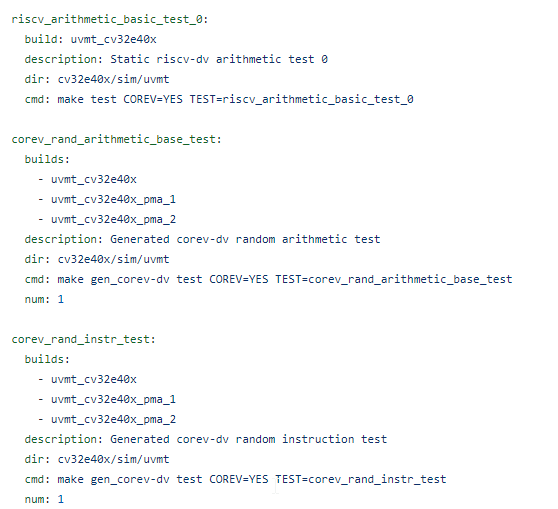 riscv_arithmetic_basic_test_0:
  build: uvmt_cv32e40x
  description: Static riscv-dv arithmetic test 0
  dir: cv32e40x/sim/uvmt
  cmd: make test COREV=YES TEST=riscv_arithmetic_basic_test_0

corev_rand_arithmetic_base_test:
  builds:
    - uvmt_cv32e40x
    - uvmt_cv32e40x_pma_1
    - uvmt_cv32e40x_pma_2
  description: Generated corev-dv random arithmetic test
  dir: cv32e40x/sim/uvmt
  cmd: make gen_corev-dv test COREV=YES TEST=corev_rand_arithmetic_base_test
  num: 1

corev_rand_instr_test:
  builds:
    - uvmt_cv32e40x
    - uvmt_cv32e40x_pma_1
    - uvmt_cv32e40x_pma_2
  description: Generated corev-dv random instruction test
  dir: cv32e40x/sim/uvmt
  cmd: make gen_corev-dv test COREV=YES TEST=corev_rand_instr_test
  num: 1